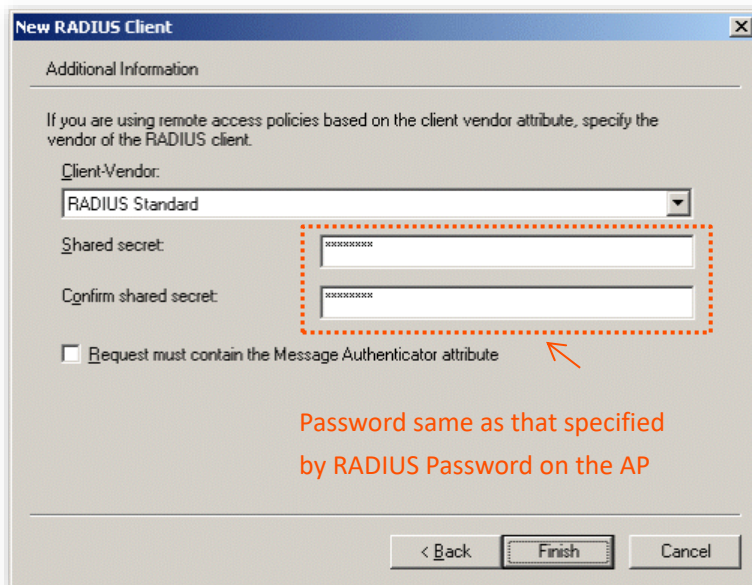 New RADIUS Client
Additional Information
If you are using remote access policies based on the client vendor attribute, specify the
vendor of the RADIUS client.
Client-Vendor:
RADIUS Standard
Shared secret:
xxxxxxxx
Confirm shared secret:
xxxxxxxx
Request must contain the Message Authenticator attribute
Password same as that specified
by RADIUS Password on the AP
< Back
Finish
Cancel